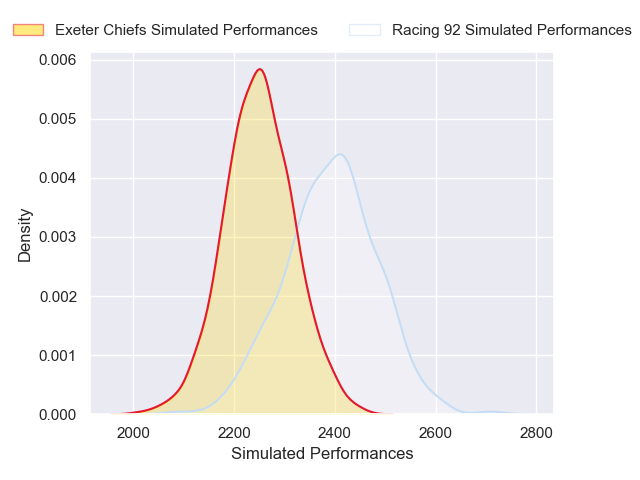 Exeter Chiefs Simulated Performances Racing 92 Simulated Performances
0.006
0.005
0.004
0.003
0.002
0.001
0.000
Density
2000 2200 2400 2600 2800
Simulated Performances